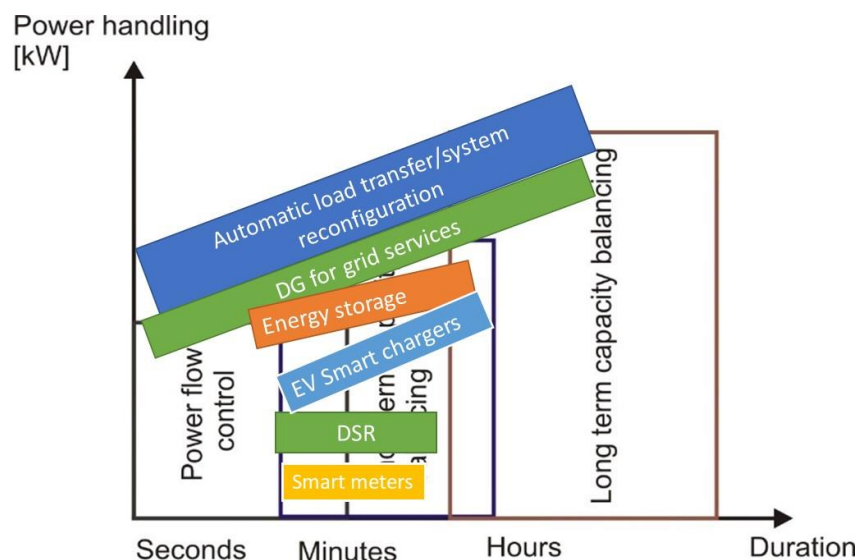 Power handling
[kW]
Automatic load transfer/system
reconfiguration
DG for grid services
Energy storage
EV Smart chargers
DSR
Smart meters
Power flow
control
Long term capacity balancing
Seconds
Minutes
Hours
Duration